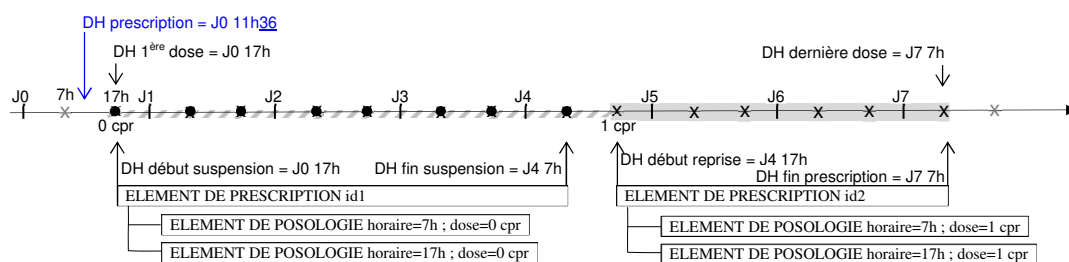 DH prescription = J0 11h36
DH 1ère dose = J0 17h
DH dernière dose = J7 7h
J0 7h 17h J1 J2 J3 J4 J5 J6 J7
0 cpr 1 cpr
DH début suspension = J0 17h DH fin suspension = J4 7h DH début reprise = J4 17h
DH fin prescription = J7 7h
ELEMENT DE PRESCRIPTION id1 ELEMENT DE PRESCRIPTION id2
ELEMENT DE POSOLOGIE horaire=7h ; dose=0 cpr ELEMENT DE POSOLOGIE horaire=7h ; dose=1 cpr
ELEMENT DE POSOLOGIE horaire=17h ; dose=0 cpr ELEMENT DE POSOLOGIE horaire=17h ; dose=1 cpr